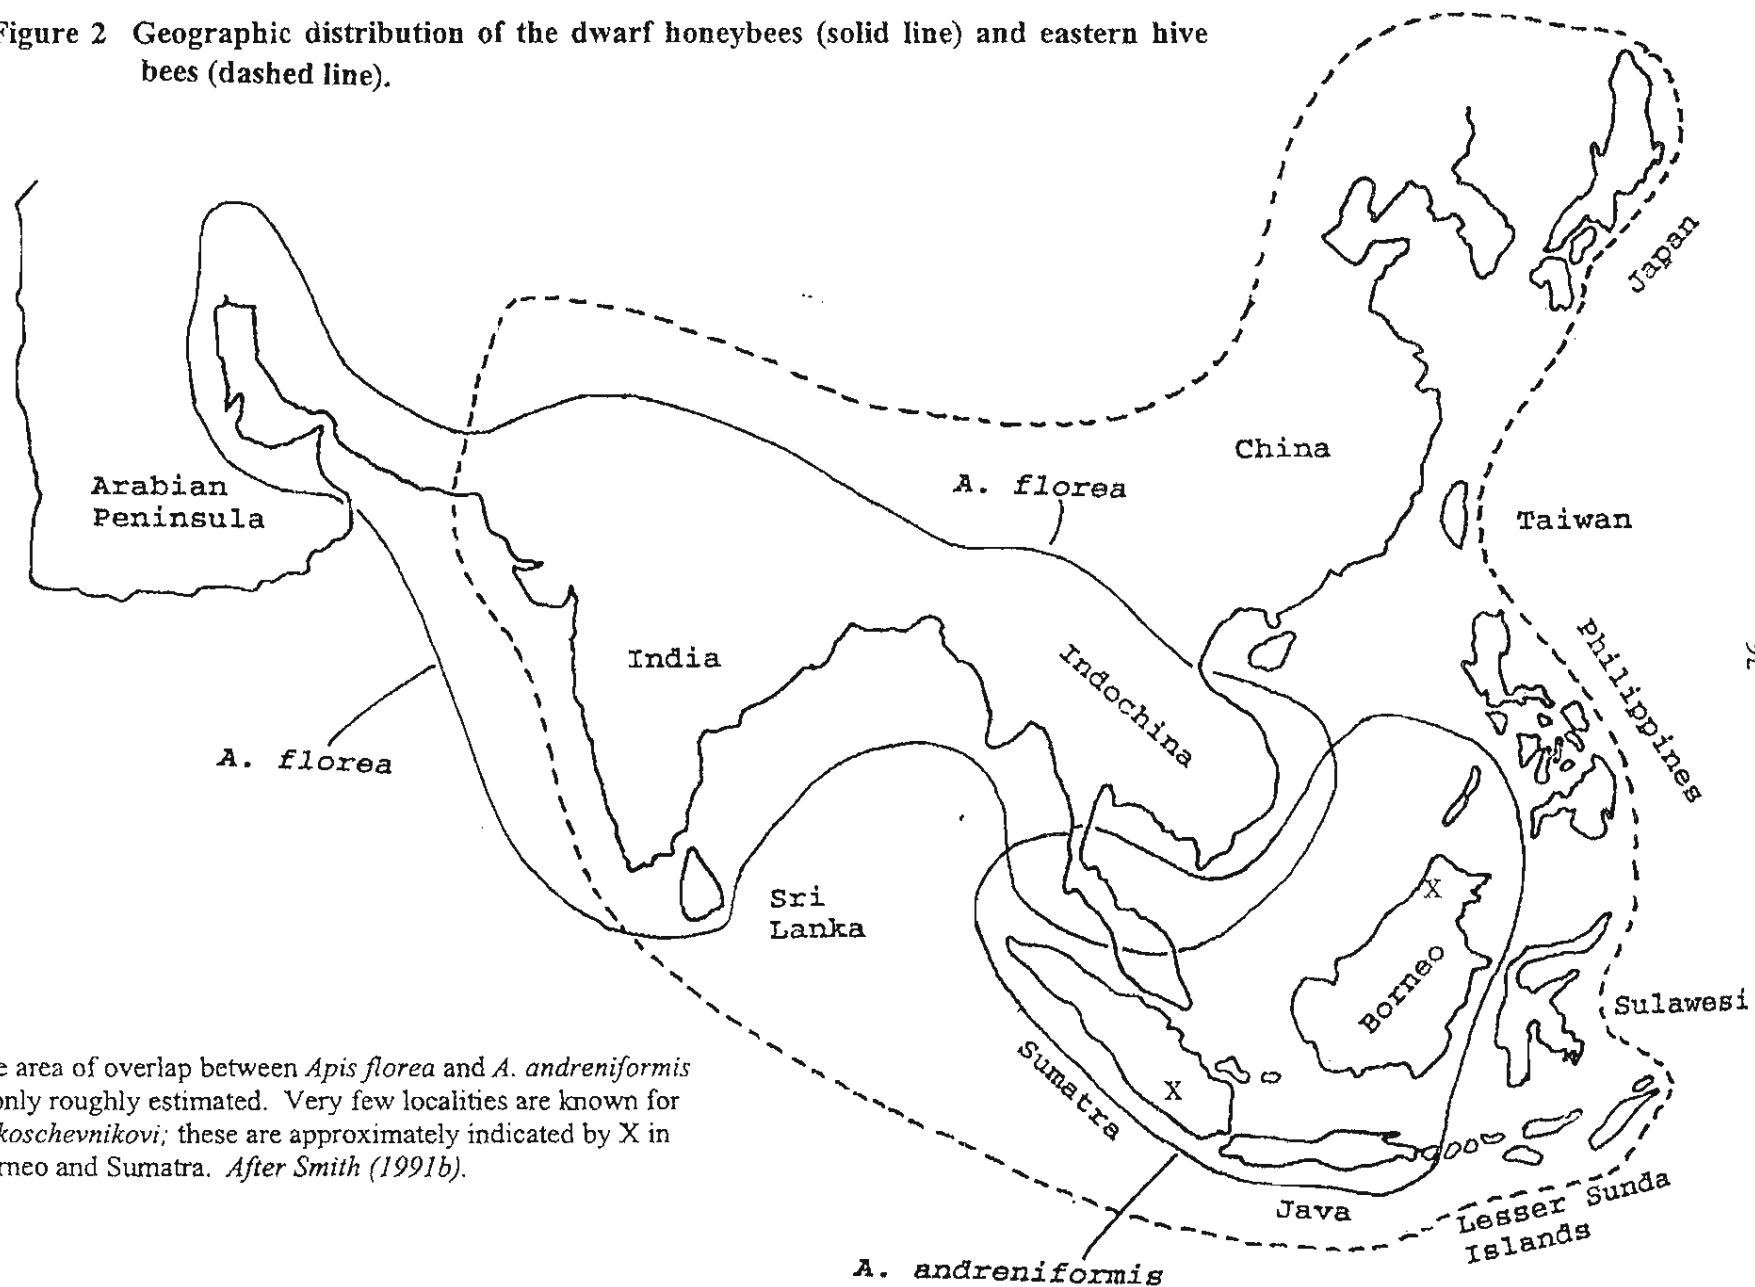 Figure 2 Geographic distribution of the dwarf honeybees (solid line) and eastern hive
bees (dashed line).
Japan
China
A. florea
Arabian
Peninsula
Taiwan
India
Indochina
Philippines
A. florea
Sri
Lanka
X
Borneo
Sulawesi
Sumatra
X
area of overlap between Apis florea and A. andreniformis
only roughly estimated. Very few localities are known for
koschevnikovi; these are approximately indicated by X in
rneo and Sumatra. After Smith (1991b).
Java
Lesser Sunda
Islands
A. andreniformis